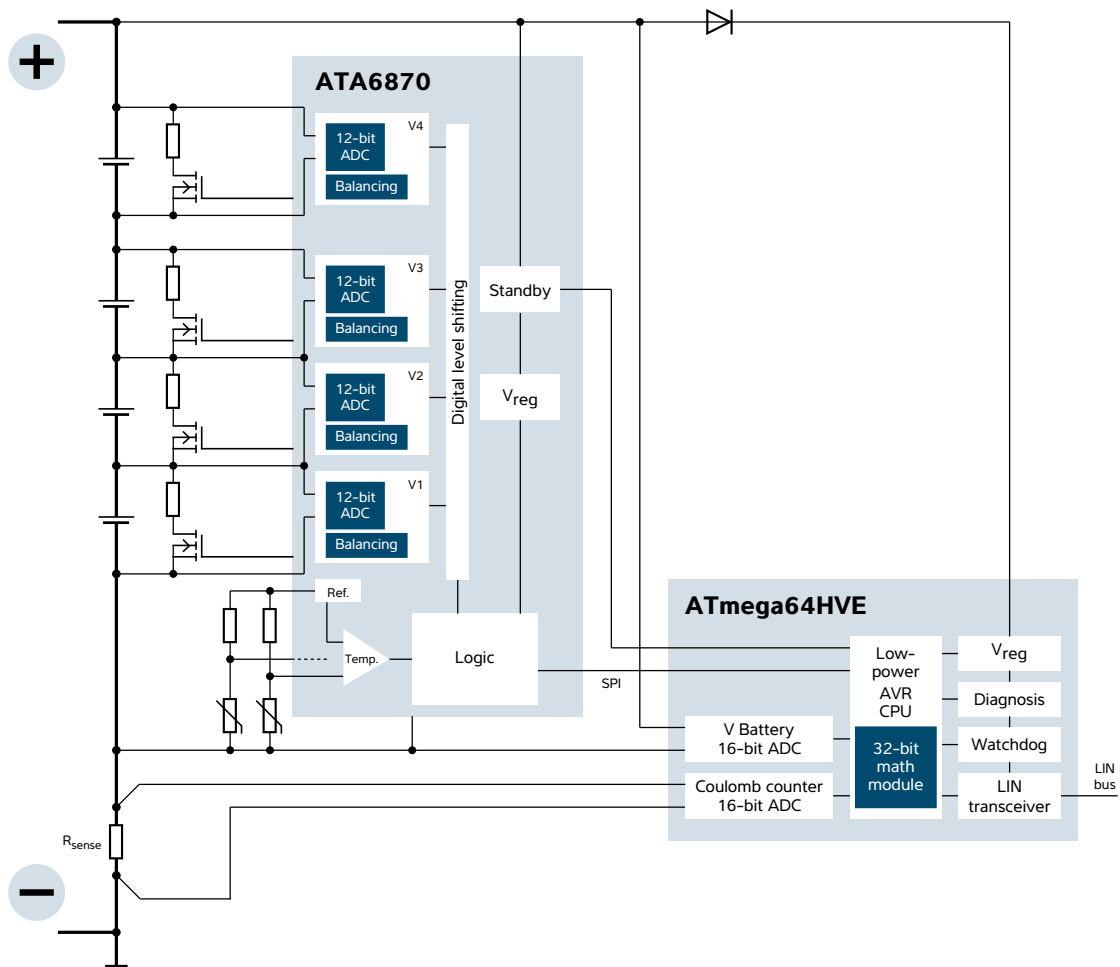 +
ATA6870
V4
12-bit
ADC
Balancing
V3
12-bit
ADC
Balancing
V2
12-bit
ADC
Balancing
V1
12-bit
ADC
Balancing
Digital level shifting
Standby
Vreg
Ref.
Temp.
Logic
SPI
ATmega64HVE
Low-
power
AVR
CPU
32-bit
math
module
Vreg
Diagnosis
Watchdog
LIN
transceiver
LIN
bus
V Battery
16-bit ADC
Coulomb counter
16-bit ADC
Rsense
−